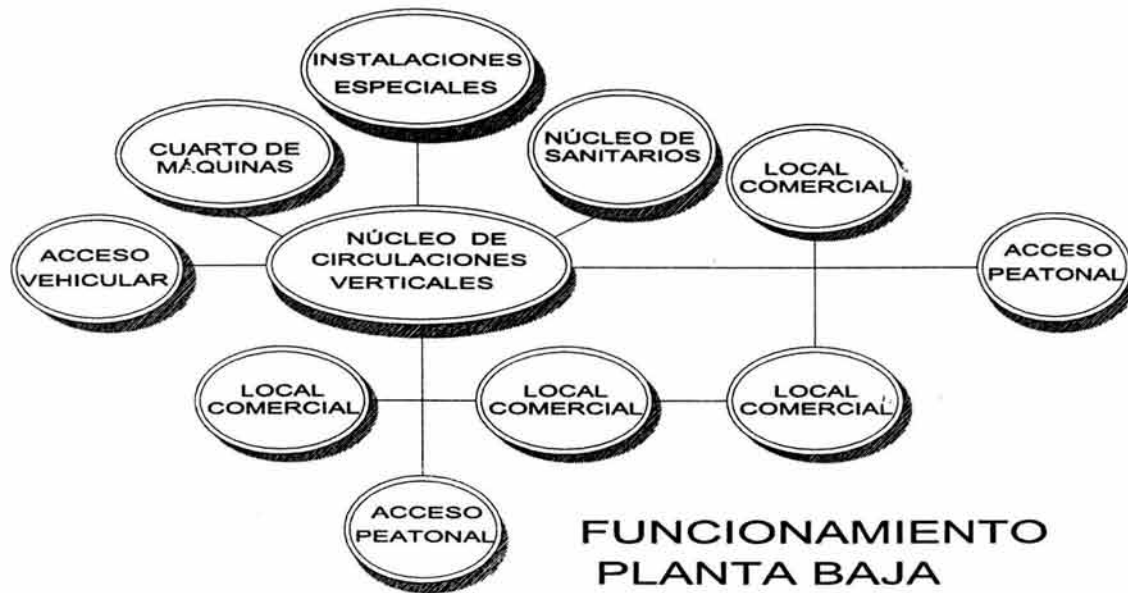 INSTALACIONES
ESPECIALES
CUARTO DE
MÁQUINAS
NÚCLEO DE
SANITARIOS
LOCAL
COMERCIAL
ACCESO
VEHICULAR
NÚCLEO DE
CIRCULACIONES
VERTICALES
ACCESO
PEATONAL
LOCAL
COMERCIAL
LOCAL
COMERCIAL
LOCAL
COMERCIAL
ACCESO
PEATONAL
FUNCIONAMIENTO
PLANTA BAJA